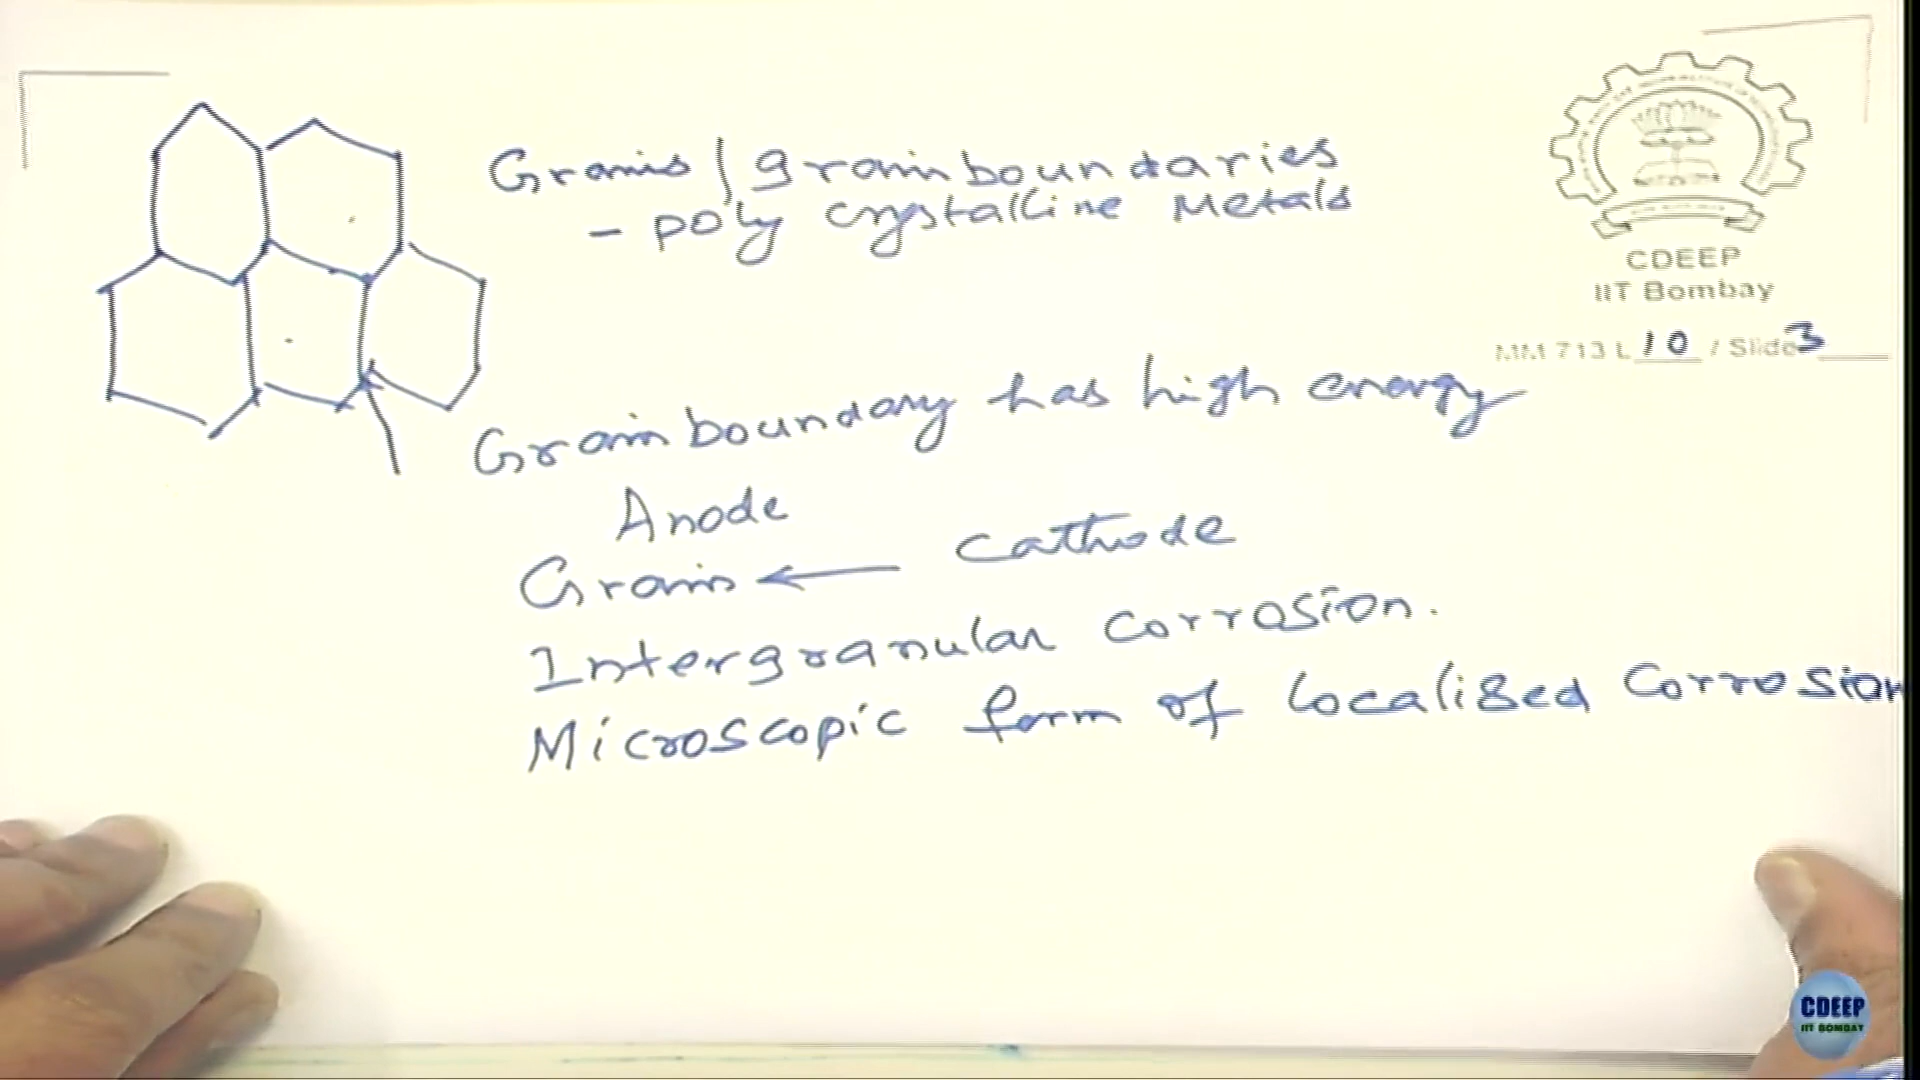 Grains | grain boundaries
- poly crystalline Metals
CDEEP
IIT Bombay
MM 713 L 10 / Slide 3
Grain boundary has high energy
Anode
Grain ← Cathode
Intergranular corrosion.
Microscopic form of localised Corrosion
CDEEP
IIT BOMBAY